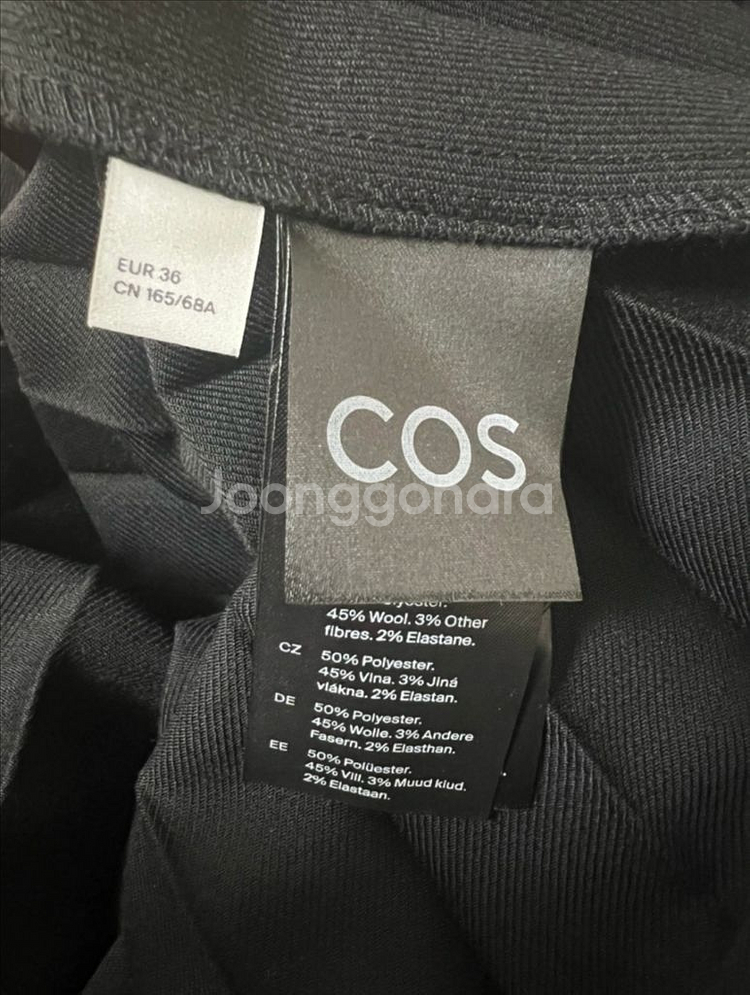 EUR 36
CN 165/68A
COS
Joonggonara
45% Wool. 3% Other
fibres. 2% Elastane.
CZ
50% Polyester.
45% Vlna. 3% Jiná
vlákna. 2% Elastan.
DE
50% Polyester.
45% Wolle. 3% Andere
Fasern. 2% Elasthan.
EE
50% Polüester.
45% Vill. 3% Muud kiud.
2% Elastaan.